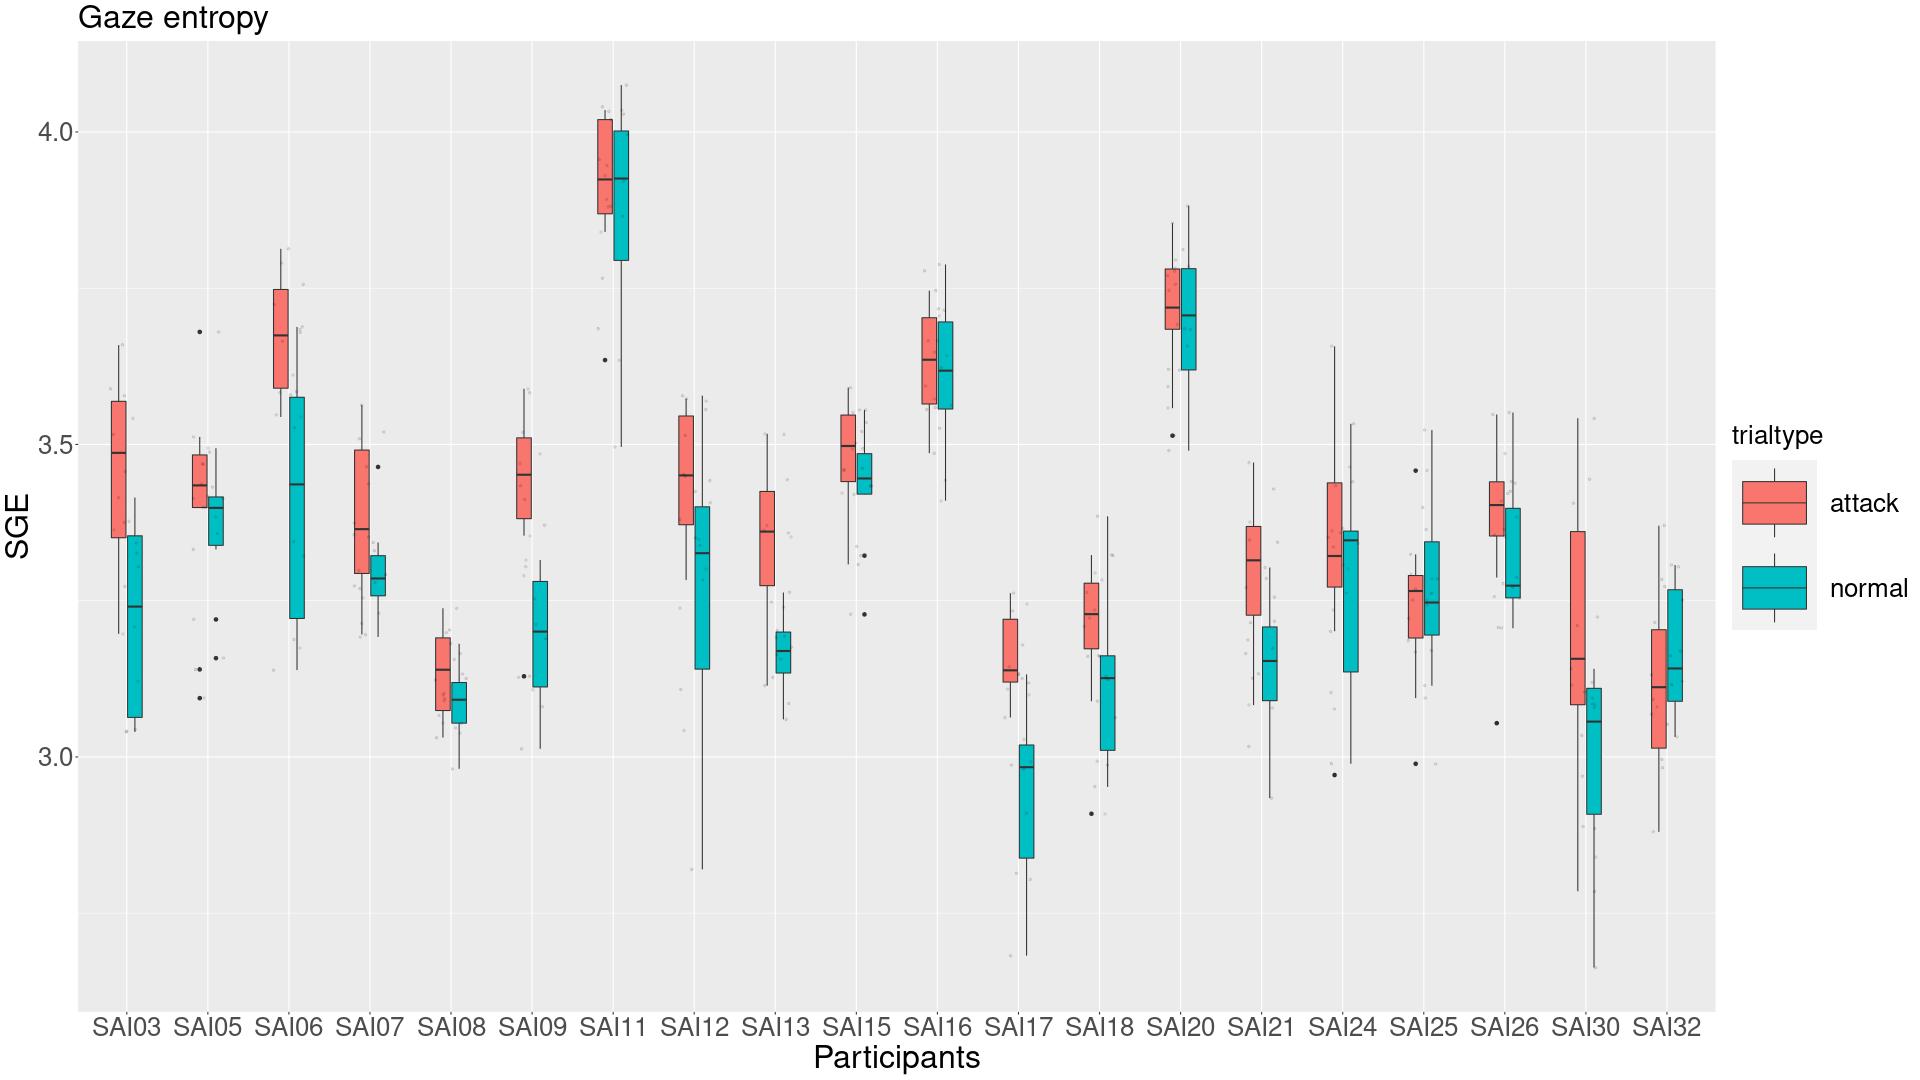 Gaze entropy
4.0
3.5
3.0
SGE
SAI03 SAI05 SAI06 SAI07 SAI08 SAI09 SAI11 SAI12 SAI13 SAI15 SAI16 SAI17 SAI18 SAI20 SAI21 SAI24 SAI25 SAI26 SAI30 SAI32
Participants
trialtype
attack
normal